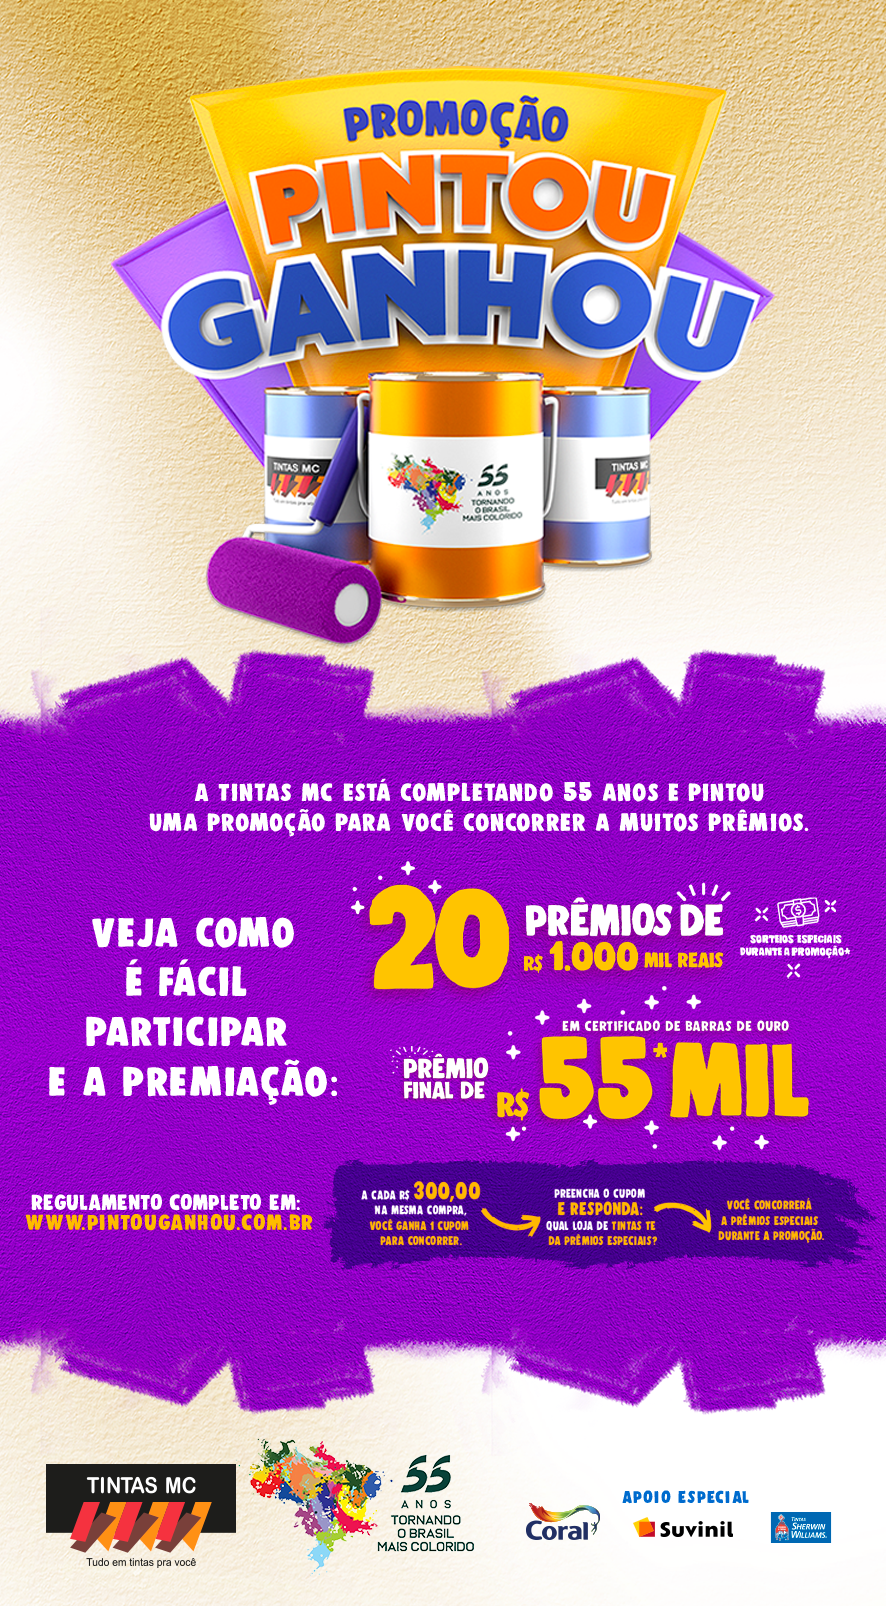 PROMOÇÃO
PINTOU
GANHOU
TINTAS MC
55
ANOS
TORNANDO
O BRASIL
MAIS COLORIDO
TINTAS MC
A TINTAS MC ESTÁ COMPLETANDO 55 ANOS E PINTOU
UMA PROMOÇÃO PARA VOCÊ CONCORRER A MUITOS PRÊMIOS.
VEJA COMO
É FÁCIL
PARTICIPAR
E A PREMIAÇÃO:
20
PRÊMIOS DE
R$ 1.000 MIL REAIS
SORTEIOS ESPECIAIS
DURANTE A PROMOÇÃO*
EM CERTIFICADO DE BARRAS DE OURO
PRÊMIO
FINAL DE
R$ 55* MIL
REGULAMENTO COMPLETO EM:
WWW.PINTOUGANHOU.COM.BR
A CADA R$ 300,00
NA MESMA COMPRA,
VOCÊ GANHA 1 CUPOM
PARA CONCORRER.
PREENCHA O CUPOM
E RESPONDA:
QUAL LOJA DE TINTAS TE
DA PRÊMIOS ESPECIAIS?
VOCÊ CONCORRERÁ
A PRÊMIOS ESPECIAIS
DURANTE A PROMOÇÃO.
TINTAS MC
Tudo em tintas pra você
55
ANOS
TORNANDO
O BRASIL
MAIS COLORIDO
APOIO ESPECIAL
Coral
Suvinil
Tintas
SHERWIN
WILLIAMS.